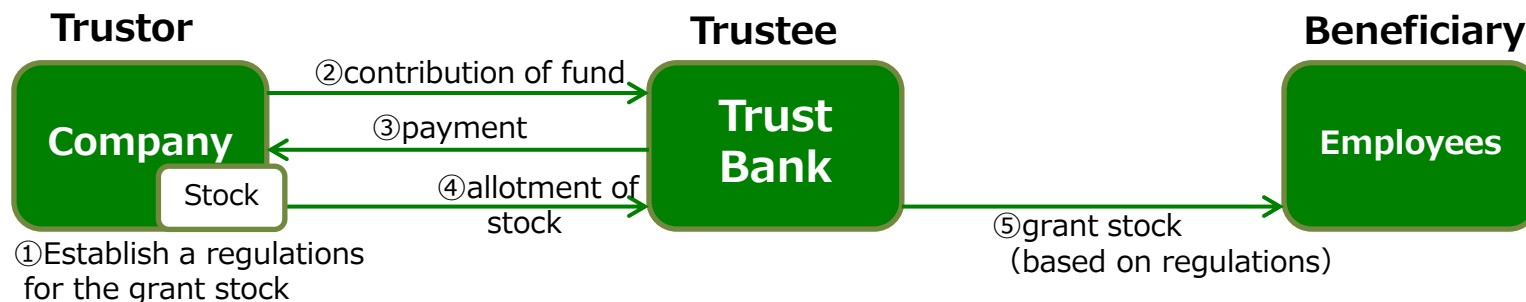 Trustor
Trustee
Beneficiary
②contribution of fund
③payment
Company
Stock
④allotment of
stock
Trust
Bank
Employees
⑤grant stock
（based on regulations）
①Establish a regulations
for the grant stock